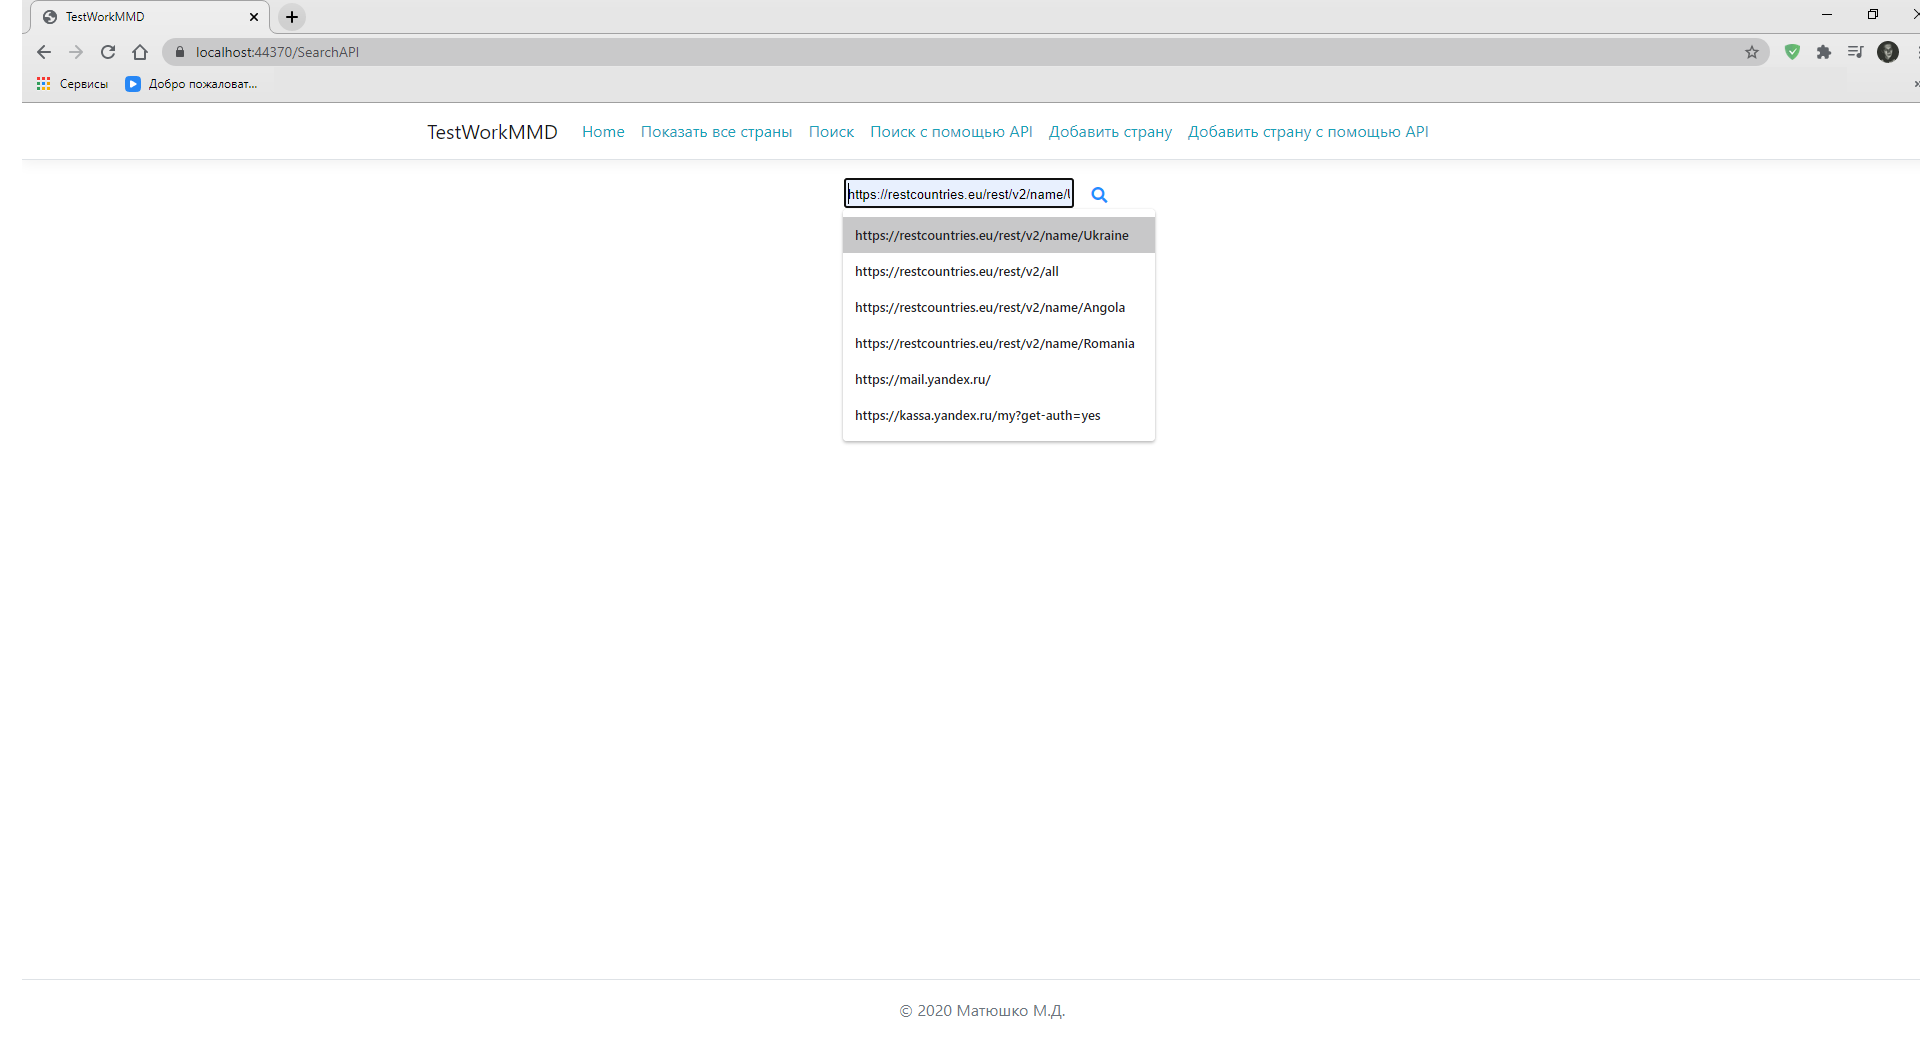 TestWorkMMD
localhost:44370/SearchAPI
Сервисы Добро пожаловат...
TestWorkMMD Home Показать все страны Поиск Поиск с помощью API Добавить страну Добавить страну с помощью API
https://restcountries.eu/rest/v2/name/U
https://restcountries.eu/rest/v2/name/Ukraine
https://restcountries.eu/rest/v2/all
https://restcountries.eu/rest/v2/name/Angola
https://restcountries.eu/rest/v2/name/Romania
https://mail.yandex.ru/
https://kassa.yandex.ru/my?get-auth=yes
© 2020 Матюшко М.Д.